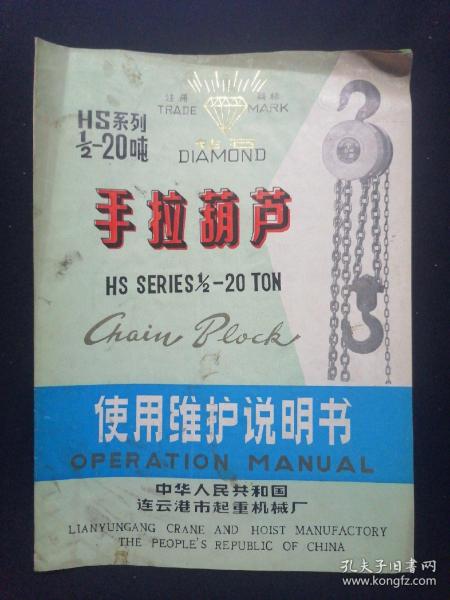 HS系列
½-20吨
注册 商标
TRADE MARK
钻石
DIAMOND
手拉葫芦
HS SERIES ½-20 TON
Chain Block
使用维护说明书
OPERATION MANUAL
中华人民共和国
连云港市起重机械厂
LIANYUNGANG CRANE AND HOIST MANUFACTORY
THE PEOPLE'S REPUBLIC OF CHINA
孔夫子旧书网
www.kongfz.com